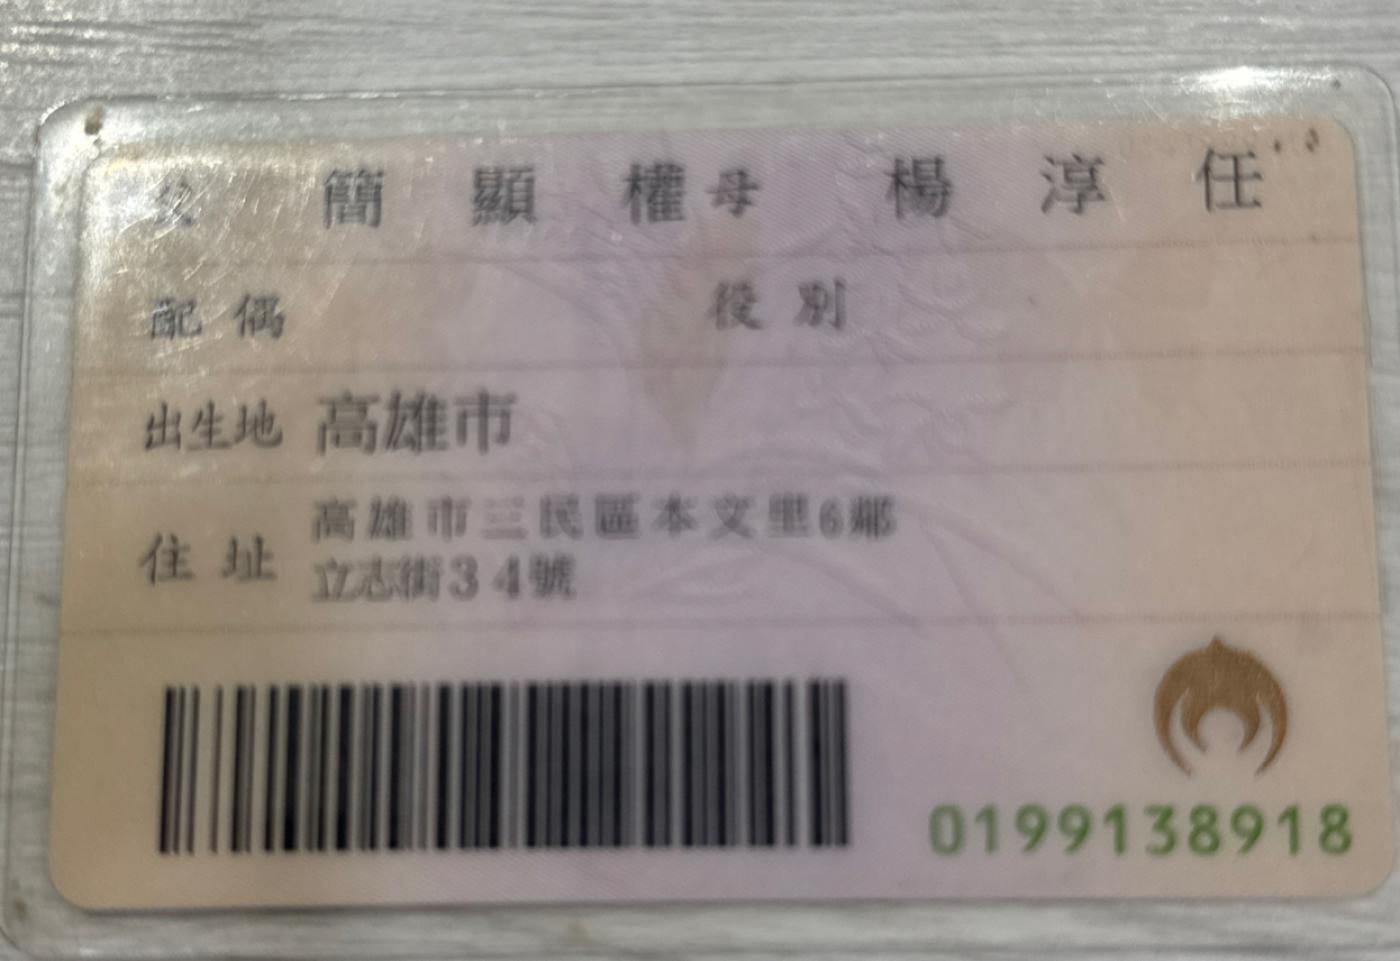 父 簡顯權 母 楊淳任
配偶 役別
出生地 高雄市
住址 高雄市三民區本文里6鄰
立志街34號
0199138918